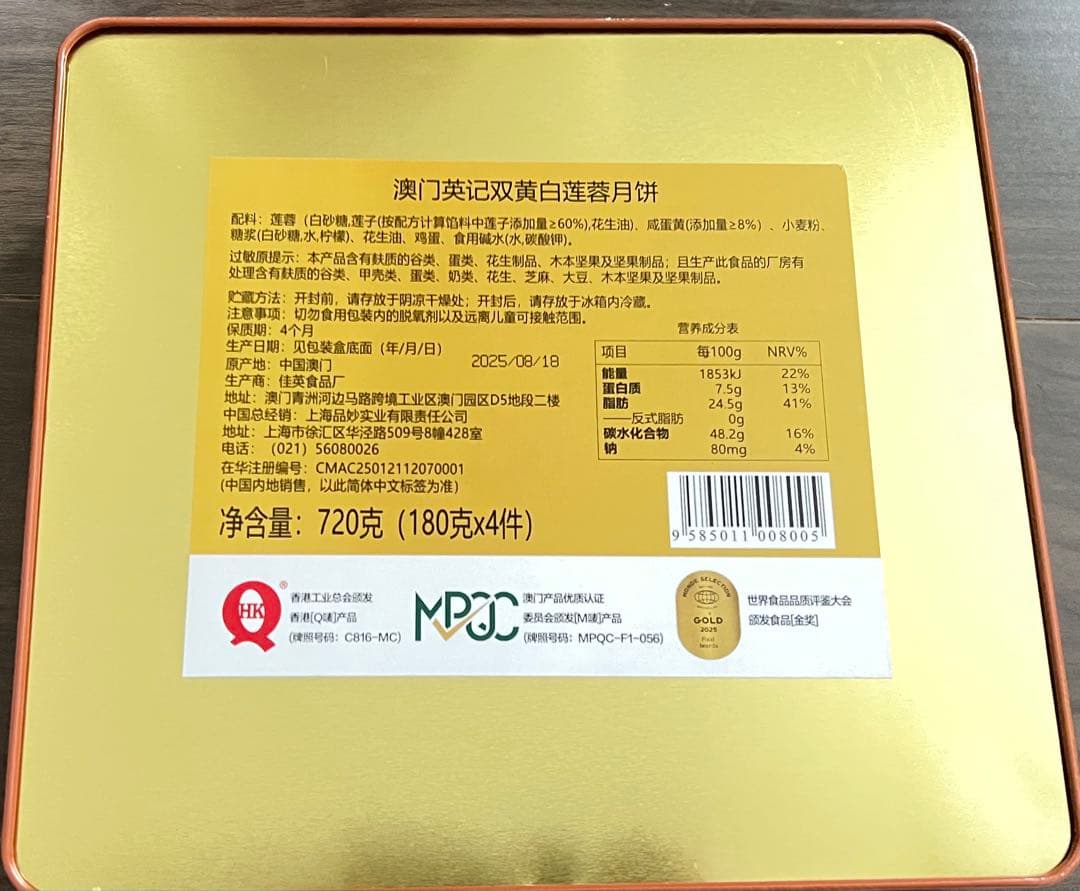 澳门英记双黄白莲蓉月饼
配料：莲蓉（白砂糖,莲子(按配方计算馅料中莲子添加量≥60%),花生油)、咸蛋黄(添加量≥8%）、小麦粉、
糖浆(白砂糖,水,柠檬)、花生油、鸡蛋、食用碱水(水,碳酸钾)。
过敏原提示：本产品含有麸质的谷类、蛋类、花生制品、木本坚果及坚果制品；且生产此食品的厂房有
处理含有麸质的谷类、甲壳类、蛋类、奶类、花生、芝麻、大豆、木本坚果及坚果制品。
贮藏方法：开封前，请存放于阴凉干燥处；开封后，请存放于冰箱内冷藏。
注意事项：切勿食用包装内的脱氧剂以及远离儿童可接触范围。
保质期：4个月
生产日期：见包装盒底面（年/月/日）
2025/08/18
原产地：中国澳门
生产商：佳英食品厂
地址：澳门青洲河边马路跨境工业区澳门园区D5地段二楼
中国总经销：上海品妙实业有限责任公司
地址：上海市徐汇区华泾路509号8幢428室
电话：（021）56080026
在华注册编号：CMAC25012112070001
(中国内地销售，以此简体中文标签为准）
净含量：720克（180克x4件）
营养成分表
项目 每100g NRV%
能量 1853kJ 22%
蛋白质 7.5g 13%
脂肪 24.5g 41%
——反式脂肪 0g
碳水化合物 48.2g 16%
钠 80mg 4%
9 585011 008005
HK
®
香港工业总会颁发
香港[Q唛]产品
(牌照号码：C816-MC)
MPQC
澳门产品优质认证
委员会颁发[M唛]产品
(牌照号码：MPQC-F1-056)
MONDE SELECTION
GOLD
2025
Food
世界食品品质评鉴大会
颁发食品[金奖]